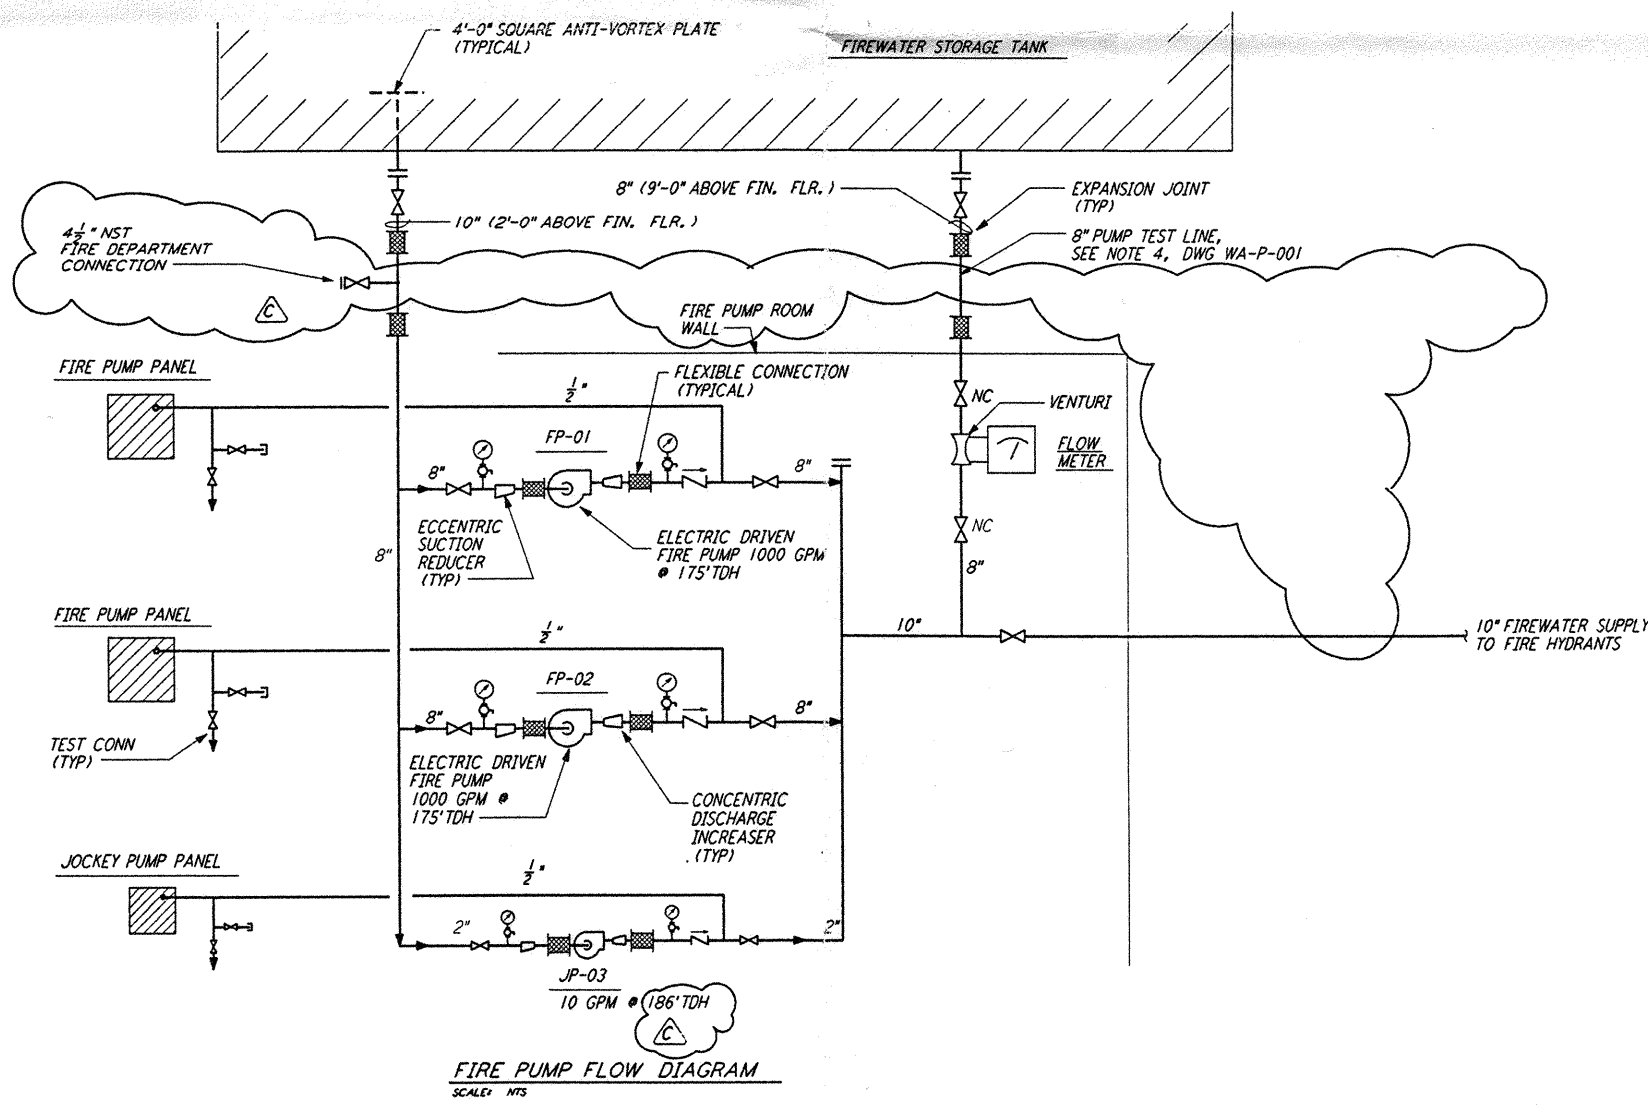 4'-0" SQUARE ANTI-VORTEX PLATE
(TYPICAL)
FIREWATER STORAGE TANK
8" (9'-0" ABOVE FIN. FLR.)
EXPANSION JOINT
(TYP)
10" (2'-0" ABOVE FIN. FLR.)
4 1/2" NST
FIRE DEPARTMENT
CONNECTION
8" PUMP TEST LINE,
SEE NOTE 4, DWG WA-P-001
C
FIRE PUMP ROOM
WALL
FIRE PUMP PANEL
1/2"
FLEXIBLE CONNECTION
(TYPICAL)
NC
VENTURI
FP-01
FLOW
METER
8"
8"
ECCENTRIC
SUCTION
REDUCER
(TYP)
ELECTRIC DRIVEN
FIRE PUMP 1000 GPM
@ 175' TDH
NC
8"
8"
FIRE PUMP PANEL
1/2"
10"
10" FIREWATER SUPPLY
TO FIRE HYDRANTS
FP-02
8"
8"
TEST CONN
(TYP)
ELECTRIC DRIVEN
FIRE PUMP
1000 GPM @
175' TDH
CONCENTRIC
DISCHARGE
INCREASER
(TYP)
JOCKEY PUMP PANEL
1/2"
2"
2"
JP-03
10 GPM @ 186' TDH
C
FIRE PUMP FLOW DIAGRAM
SCALE: NTS